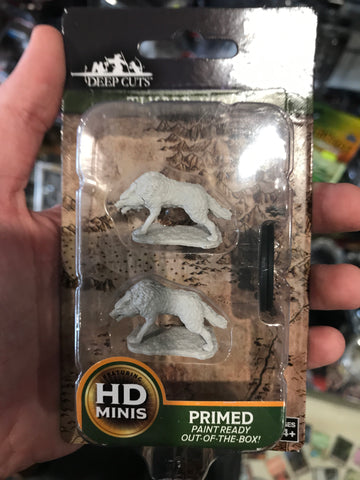 DEEP CUTS
FEATURING
HD
MINIS
PRIMED
PAINT READY
OUT-OF-THE-BOX!